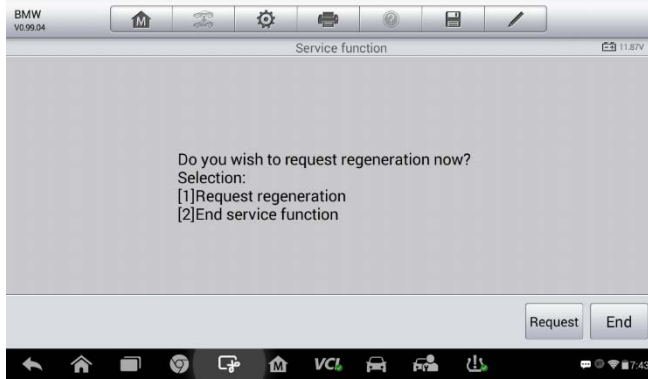 BMW
V0.99.04
M
?
Service function
11.87V
Do you wish to request regeneration now?
Selection:
[1]Request regeneration
[2]End service function
Request
End
M
VCI
7:43